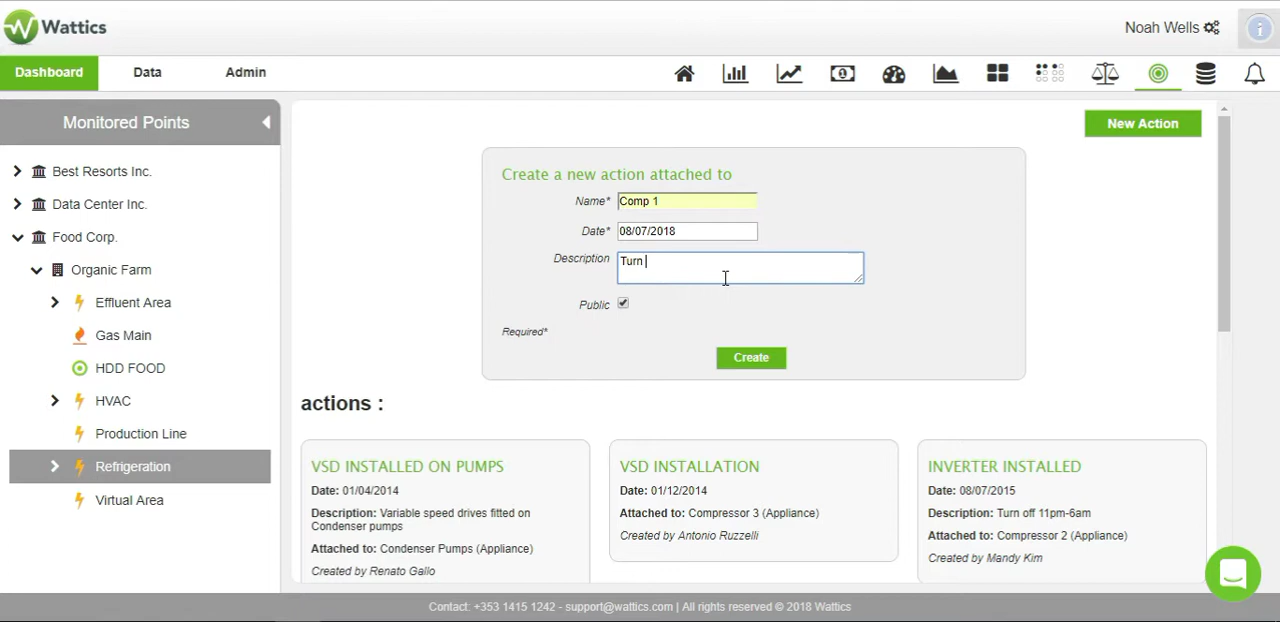 Wattics
Noah Wells
Dashboard
Data
Admin
Monitored Points
Best Resorts Inc.
Data Center Inc.
Food Corp.
Organic Farm
Effluent Area
Gas Main
HDD FOOD
HVAC
Production Line
Refrigeration
Virtual Area
New Action
Create a new action attached to
Name* Comp 1
Date* 08/07/2018
Description Turn
Public
Required*
Create
actions :
VSD INSTALLED ON PUMPS
Date: 01/04/2014
Description: Variable speed drives fitted on
Condenser pumps
Attached to: Condenser Pumps (Appliance)
Created by Renato Gallo
VSD INSTALLATION
Date: 01/12/2014
Attached to: Compressor 3 (Appliance)
Created by Antonio Ruzzelli
INVERTER INSTALLED
Date: 08/07/2015
Description: Turn off 11pm-6am
Attached to: Compressor 2 (Appliance)
Created by Mandy Kim
Contact: +353 1415 1242 - support@wattics.com | All rights reserved © 2018 Wattics